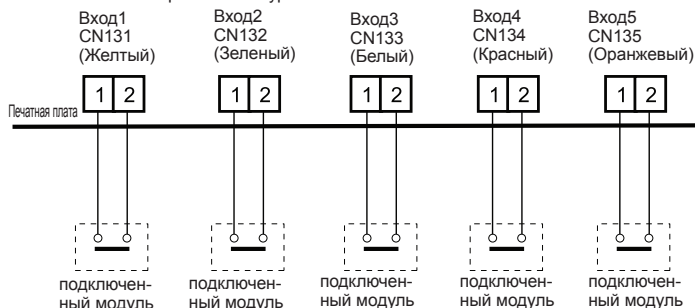 Вход1
CN131
(Желтый)
Вход2
CN132
(Зеленый)
Вход3
CN133
(Белый)
Вход4
CN134
(Красный)
Вход5
CN135
(Оранжевый)
1 2
1 2
1 2
1 2
1 2
Печатная плата
подключен-
ный модуль
подключен-
ный модуль
подключен-
ный модуль
подключен-
ный модуль
подключен-
ный модуль